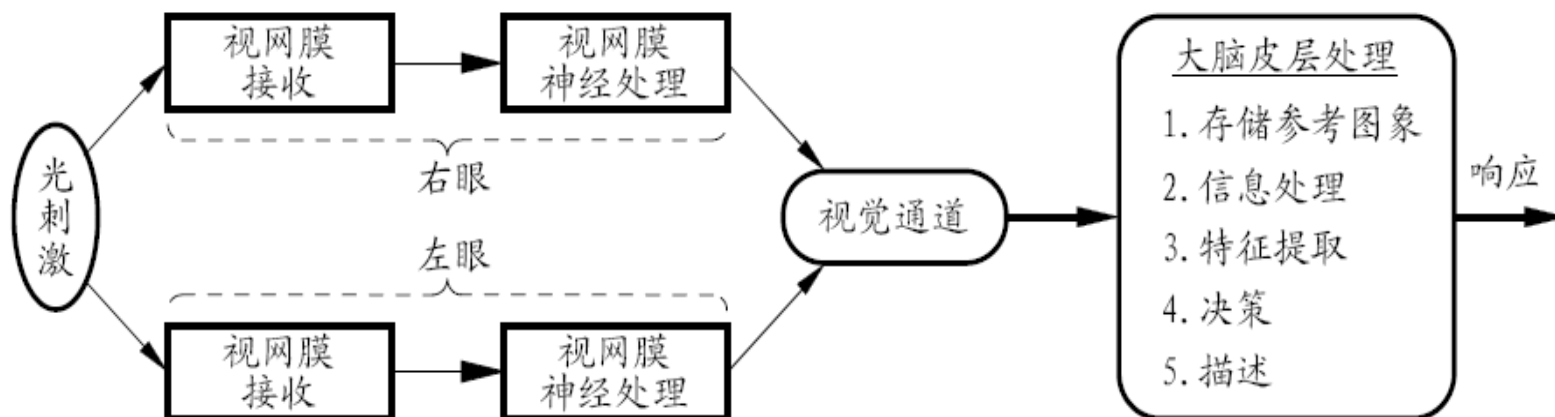 光
刺
激
视网膜
接收
视网膜
神经处理
右眼
左眼
视网膜
接收
视网膜
神经处理
视觉通道
大脑皮层处理
1.存储参考图象
2.信息处理
3.特征提取
4.决策
5.描述
响应